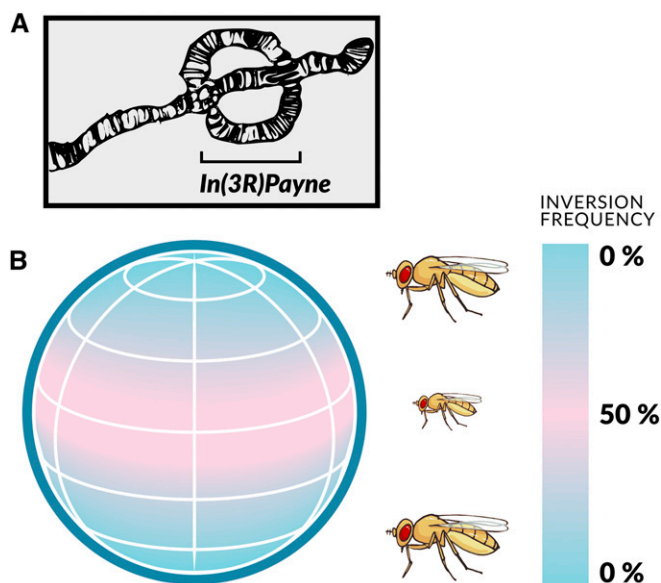 A
In(3R)Payne
B
INVERSION
FREQUENCY
0 %
50 %
0 %